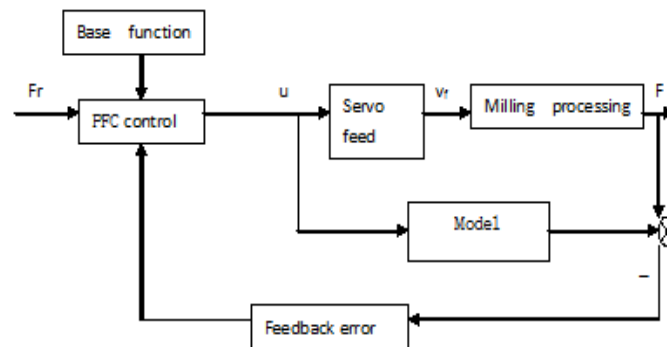 Base function
Fr
PFC control
u
Servo
feed
vf
Milling processing
F
Model
−
Feedback error